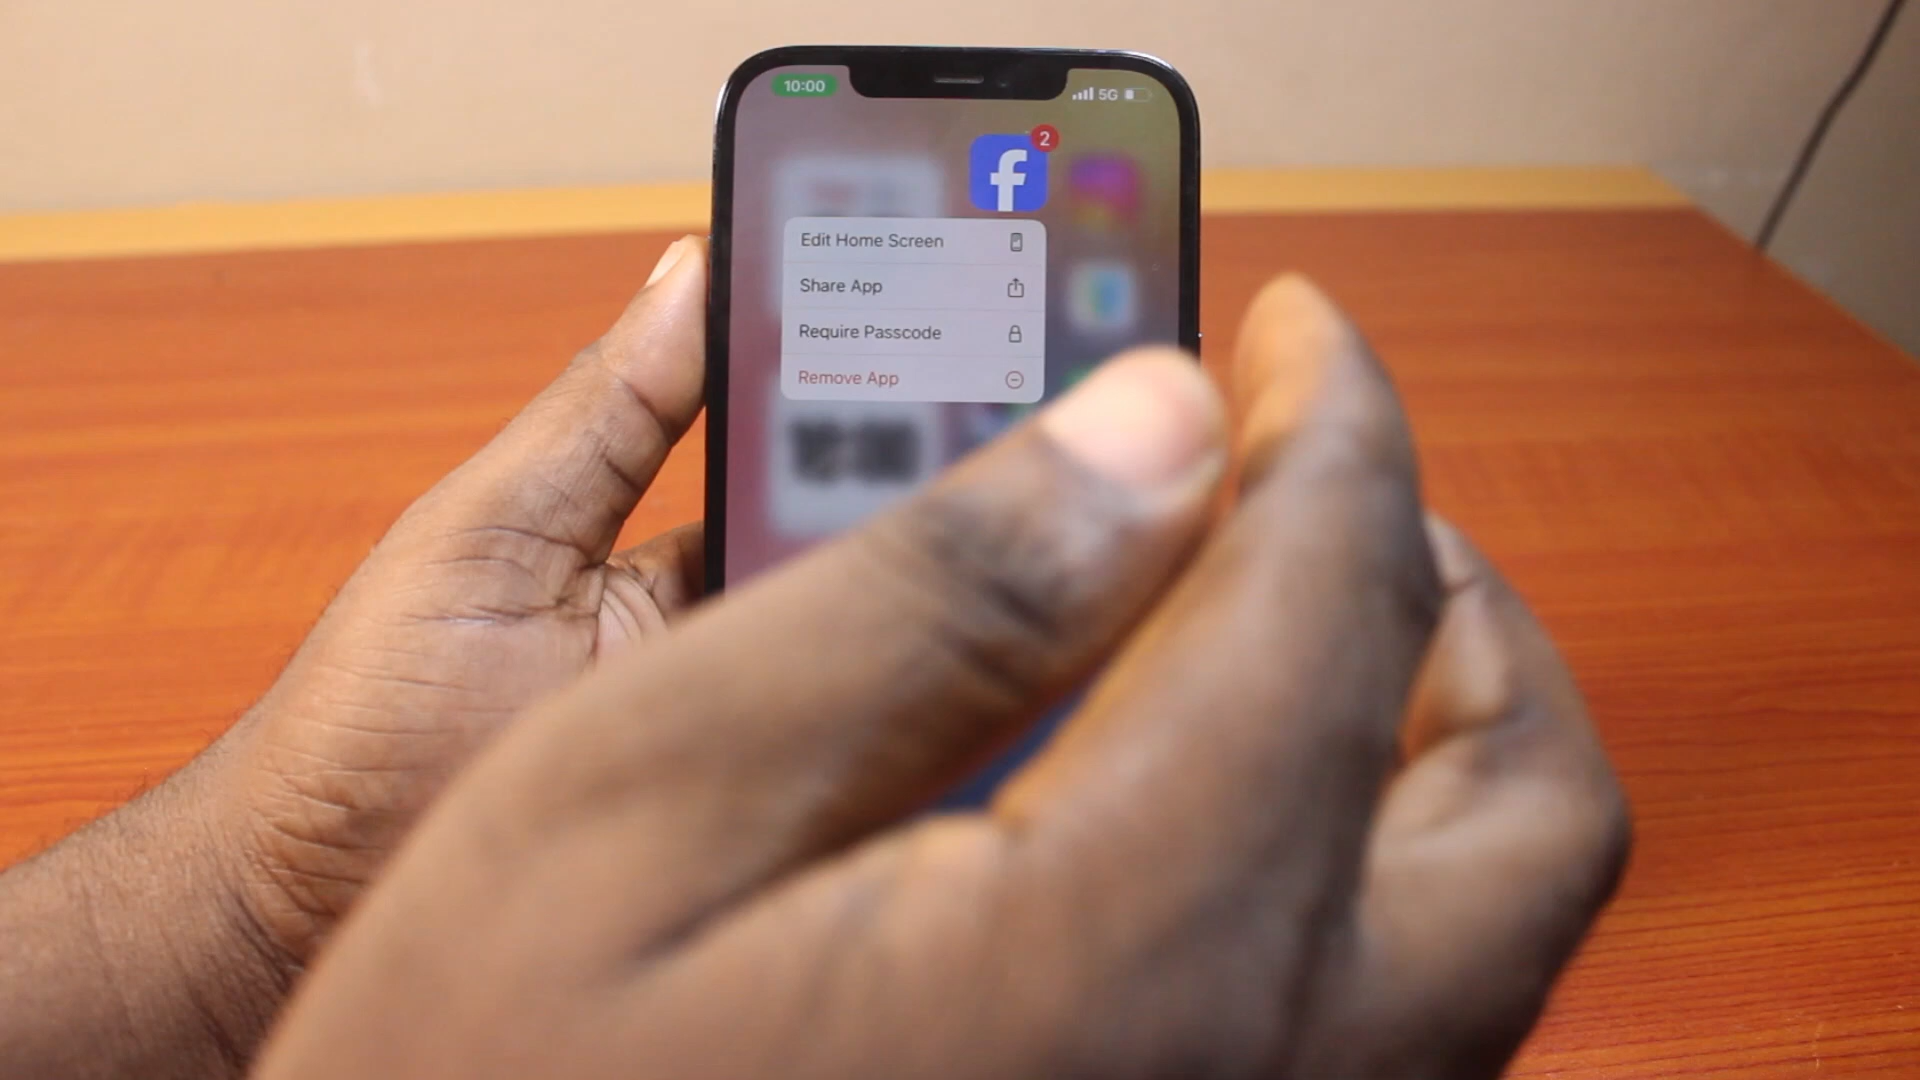 10:00
5G
2
f
Edit Home Screen
Share App
Require Passcode
Remove App